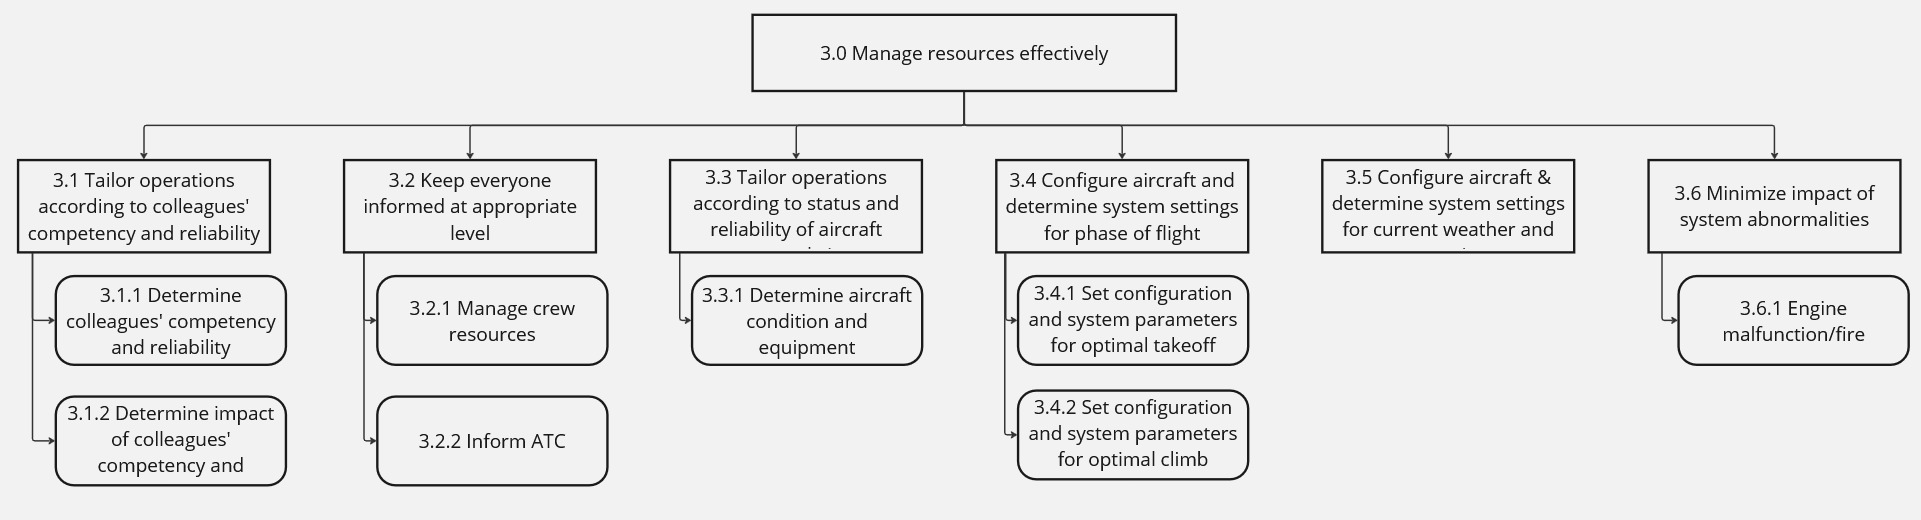 3.0 Manage resources effectively
3.1 Tailor operations
according to colleagues'
competency and reliability
3.2 Keep everyone
informed at appropriate
level
3.3 Tailor operations
according to status and
reliability of aircraft
3.4 Configure aircraft and
determine system settings
for phase of flight
3.5 Configure aircraft &
determine system settings
for current weather and
3.6 Minimize impact of
system abnormalities
3.1.1 Determine
colleagues' competency
and reliability
3.2.1 Manage crew
resources
3.3.1 Determine aircraft
condition and
equipment
3.4.1 Set configuration
and system parameters
for optimal takeoff
3.6.1 Engine
malfunction/fire
3.1.2 Determine impact
of colleagues'
competency and
3.2.2 Inform ATC
3.4.2 Set configuration
and system parameters
for optimal climb